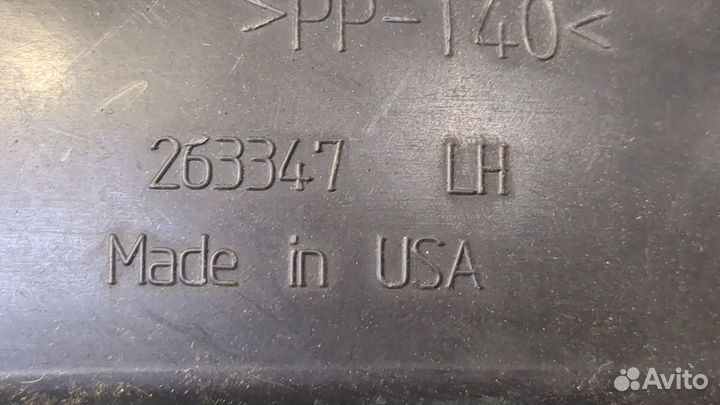 >PP-T40<
263347 LH
Made in USA
Avito